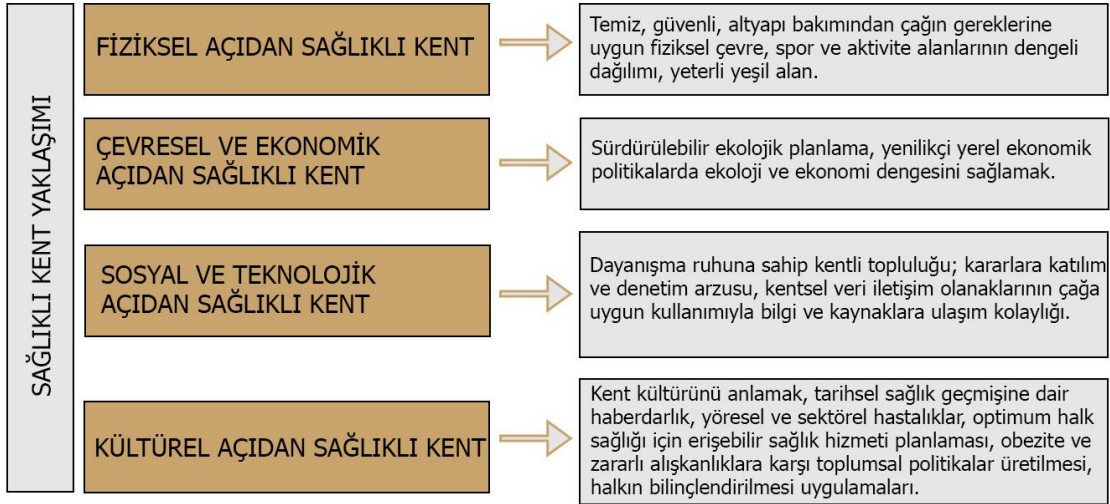 SAĞLIKLI KENT YAKLAŞIMI
FİZİKSEL AÇIDAN SAĞLIKLI KENT
Temiz, güvenli, altyapı bakımından çağın gereklerine
uygun fiziksel çevre, spor ve aktivite alanlarının dengeli
dağılımı, yeterli yeşil alan.
ÇEVRESEL VE EKONOMİK
AÇIDAN SAĞLIKLI KENT
Sürdürülebilir ekolojik planlama, yenilikçi yerel ekonomik
politikalarda ekoloji ve ekonomi dengesini sağlamak.
SOSYAL VE TEKNOLOJİK
AÇIDAN SAĞLIKLI KENT
Dayanışma ruhuna sahip kentli topluluğu; kararlara katılım
ve denetim arzusu, kentsel veri iletişim olanaklarının çağa
uygun kullanımıyla bilgi ve kaynaklara ulaşım kolaylığı.
KÜLTÜREL AÇIDAN SAĞLIKLI KENT
Kent kültürünü anlamak, tarihsel sağlık geçmişine dair
haberdarlık, yöresel ve sektörel hastalıklar, optimum halk
sağlığı için erişebilir sağlık hizmeti planlaması, obezite ve
zararlı alışkanlıklara karşı toplumsal politikalar üretilmesi,
halkın bilinçlendirilmesi uygulamaları.